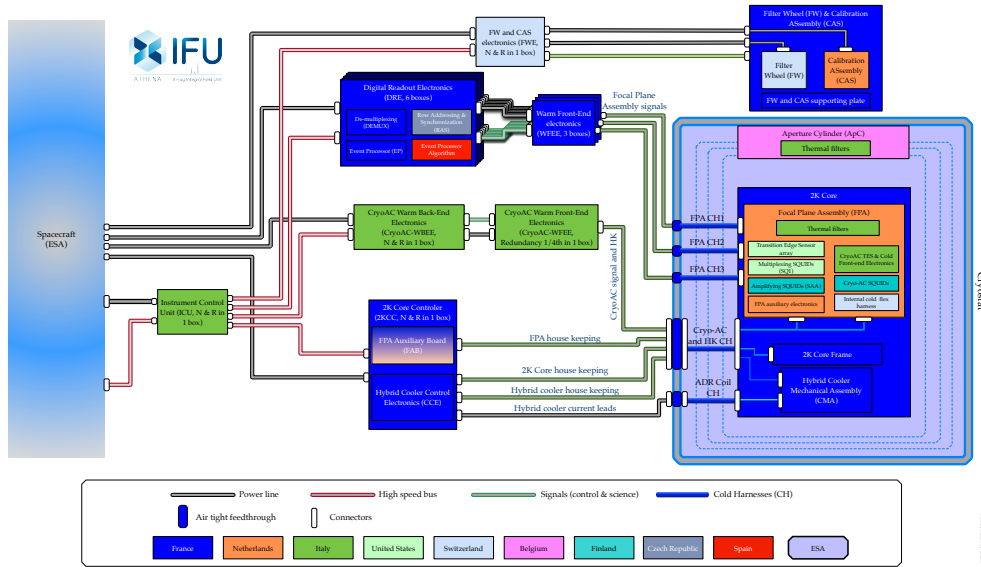 IFU
ATHENA
X-ray Integral Field Unit
Spacecraft
(ESA)
FW and CAS
electronics (FWE,
N & R in 1 box)
Filter Wheel (FW) & Calibration
ASsembly (CAS)
Filter
Wheel (FW)
Calibration
ASsembly
(CAS)
FW and CAS supporting plate
Digital Readout Electronics
(DRE, 6 boxes)
De-multiplexing
(DEMUX)
Row Addressing &
Synchronization
(RAS)
Event Processor (EP)
Event Processor
Algorithm
Warm Front-End
electronics
(WFEE, 3 boxes)
Focal Plane
Assembly signals
Aperture Cylinder (ApC)
Thermal filters
CryoAC Warm Back-End
Electronics
(CryoAC-WBEE,
N & R in 1 box)
CryoAC Warm Front-End
Electronics
(CryoAC-WFEE,
Redundancy 1/4th in 1 box)
CryoAC signal and HK
FPA CH1
FPA CH2
FPA CH3
2K Core
Focal Plane Assembly (FPA)
Thermal filters
Transition Edge Sensor
array
Multiplexing SQUIDs
(SQ1)
Amplifying SQUIDs (SAA)
FPA auxiliary electronics
CryoAC TES & Cold
Front-end Electronics
Cryo-AC SQUIDs
Internal cold flex
harness
Instrument Control
Unit (ICU, N & R in
1 box)
2K Core Controler
(2KCC, N & R in 1 box)
FPA Auxiliary Board
(FAB)
Hybrid Cooler Control
Electronics (CCE)
FPA house keeping
2K Core house keeping
Hybrid cooler house keeping
Hybrid cooler current leads
Cryo-AC
and HK CH
ADR Coil
CH
2K Core Frame
Hybrid Cooler
Mechanical Assembly
(CMA)
Power line
High speed bus
Signals (control & science)
Cold Harnesses (CH)
Air tight feedthrough
Connectors
France
Netherlands
Italy
United States
Switzerland
Belgium
Finland
Czech Republic
Spain
ESA